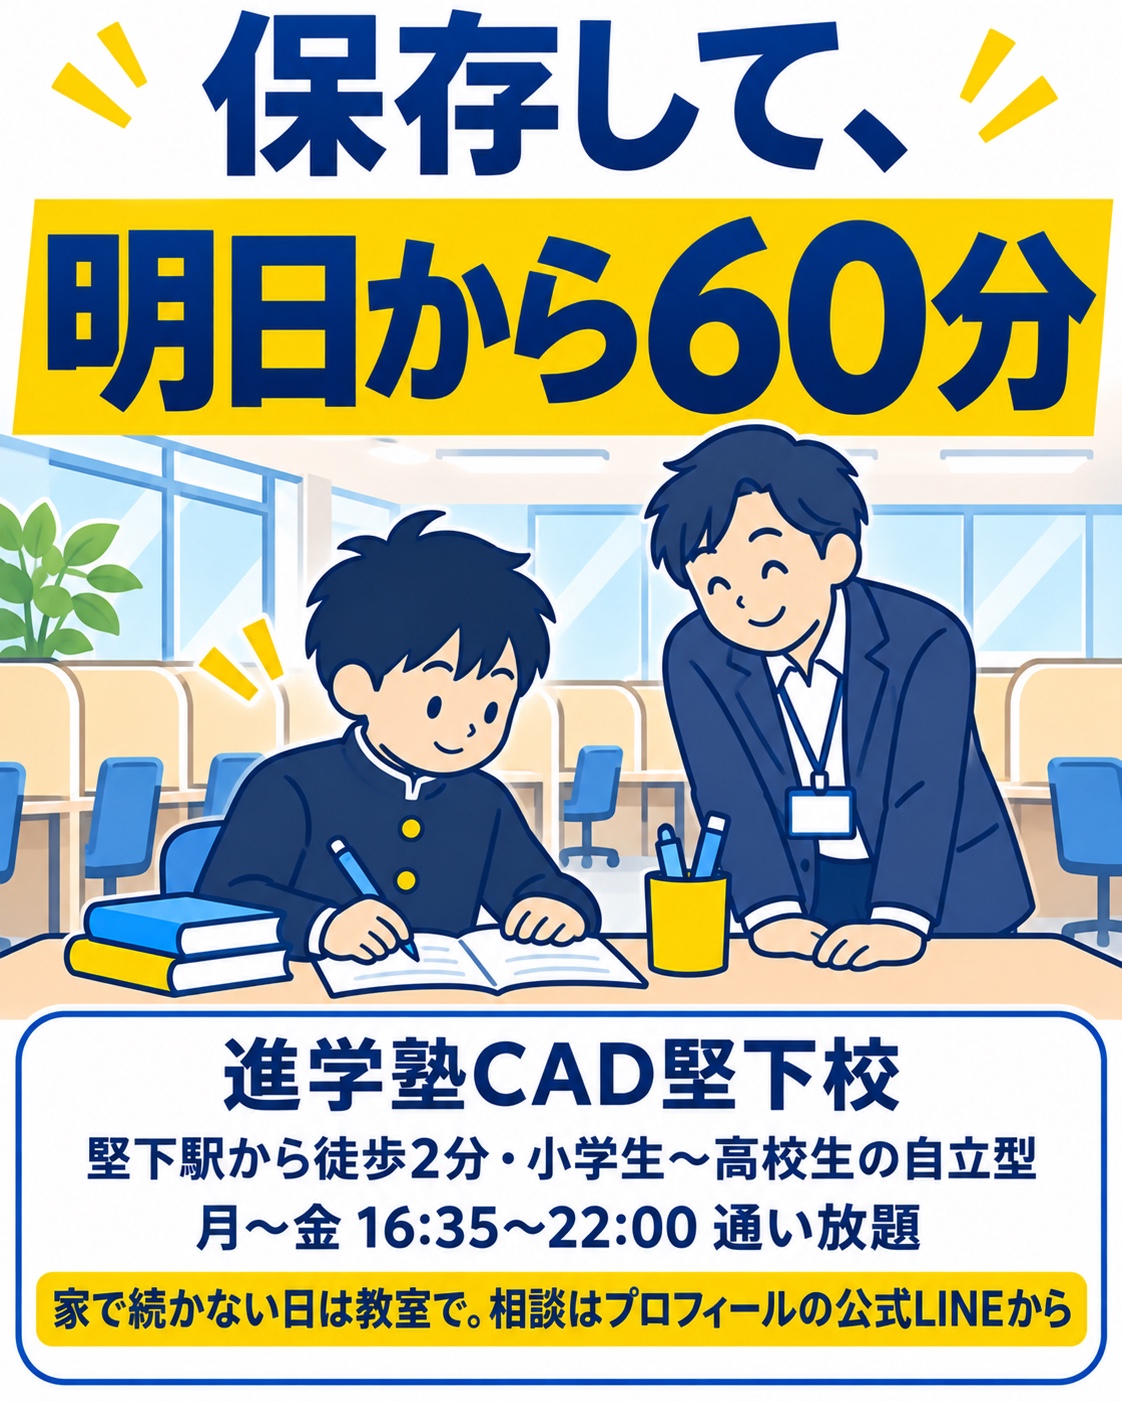 保存して、
明日から60分
進学塾CAD堅下校
堅下駅から徒歩2分・小学生〜高校生の自立型
月〜金 16:35〜22:00 通い放題
家で続かない日は教室で。相談はプロフィールの公式LINEから